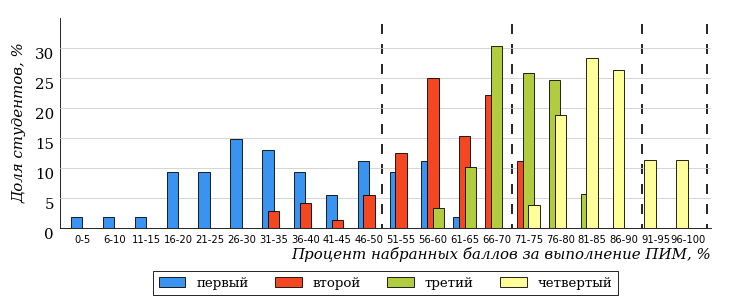 Доля студентов, %
30
25
20
15
10
5
0
0-5 6-10 11-15 16-20 21-25 26-30 31-35 36-40 41-45 46-50 51-55 56-60 61-65 66-70 71-75 76-80 81-85 86-90 91-95 96-100
Процент набранных баллов за выполнение ПИМ, %
первый второй третий четвертый